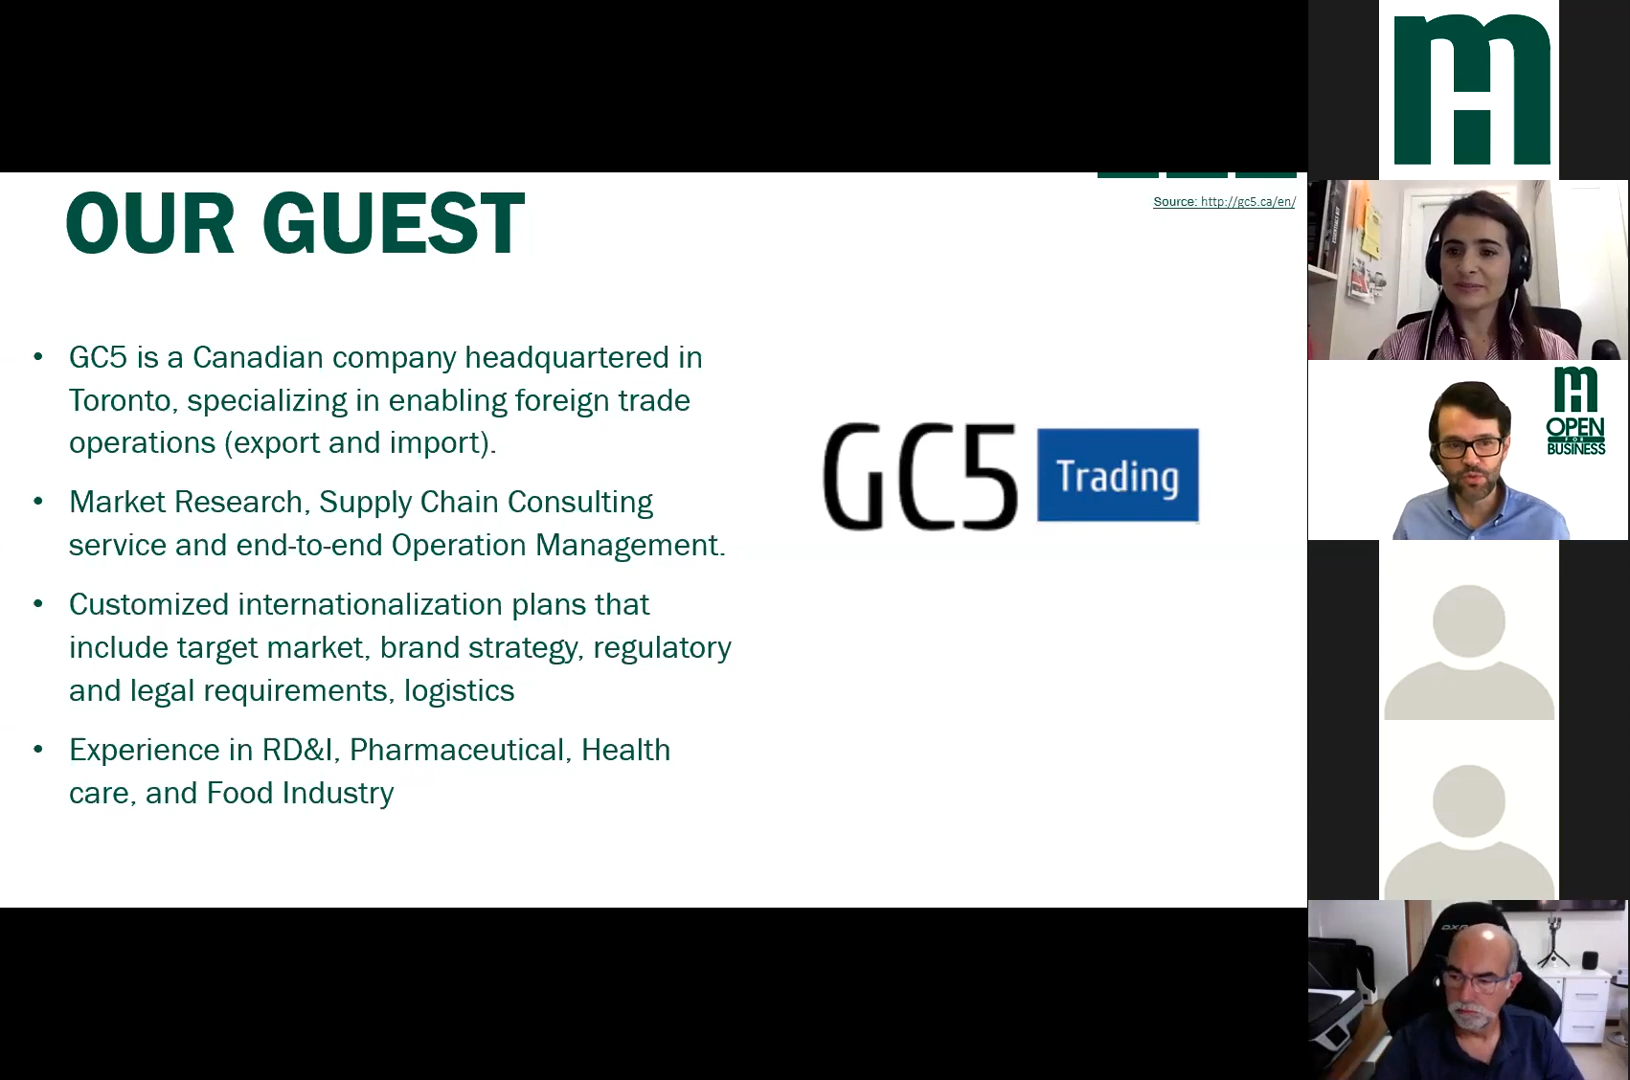 OUR GUEST
Source: http://gc5.ca/en/
• GC5 is a Canadian company headquartered in
Toronto, specializing in enabling foreign trade
operations (export and import).
• Market Research, Supply Chain Consulting
service and end-to-end Operation Management.
• Customized internationalization plans that
include target market, brand strategy, regulatory
and legal requirements, logistics
• Experience in RD&I, Pharmaceutical, Health
care, and Food Industry
GC5 Trading
OPEN
FOR
BUSINESS